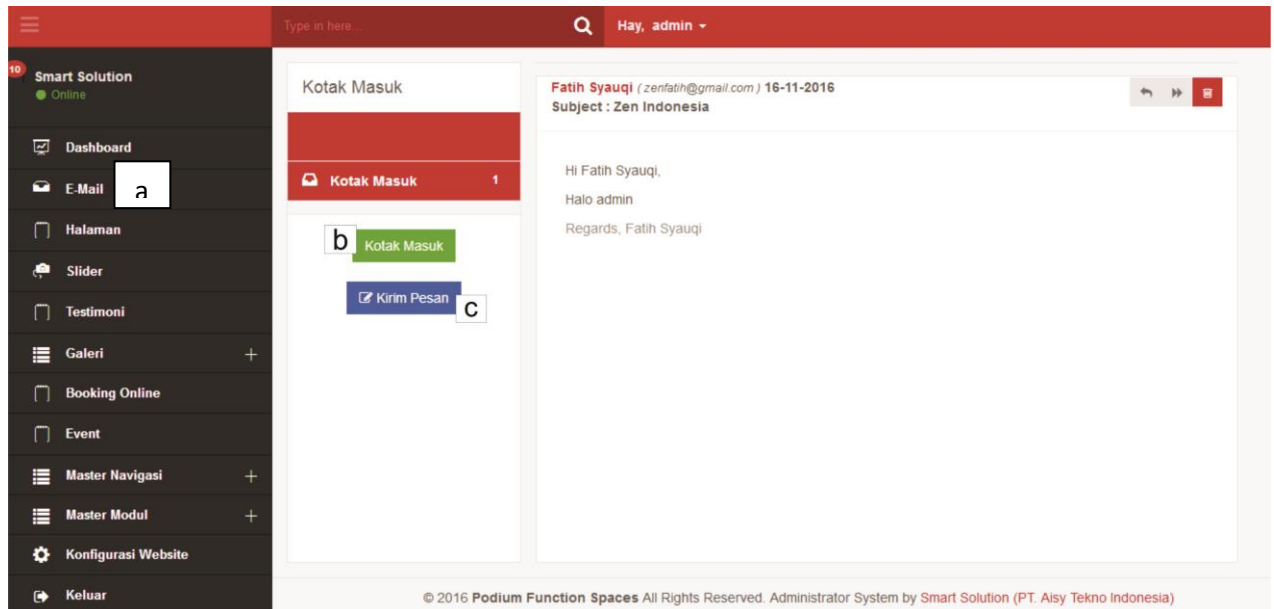 Type in here...
Hay, admin
10
Smart Solution
Online
Dashboard
E-Mail
a
Halaman
Slider
Testimoni
Galeri
Booking Online
Event
Master Navigasi
Master Modul
Konfigurasi Website
Keluar
Kotak Masuk
Kotak Masuk 1
b
Kotak Masuk
Kirim Pesan
c
Fatih Syauqi ( zenfatih@gmail.com ) 16-11-2016
Subject : Zen Indonesia
Hi Fatih Syauqi,
Halo admin
Regards, Fatih Syauqi
© 2016 Podium Function Spaces All Rights Reserved. Administrator System by Smart Solution (PT. Aisy Tekno Indonesia)